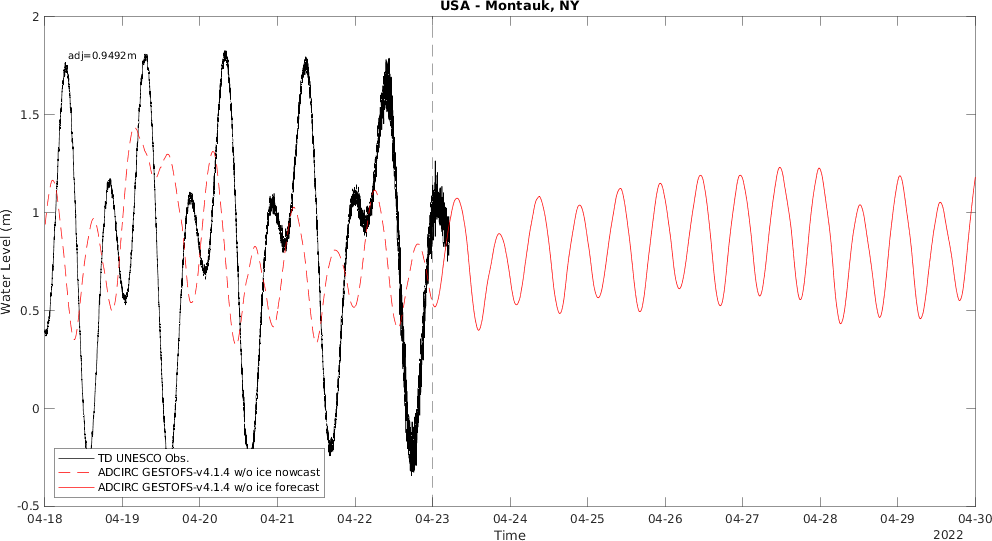 USA - Montauk, NY
adj=0.9492m
2
1.5
1
0.5
0
-0.5
Water Level (m)
TD UNESCO Obs.
ADCIRC GESTOFS-v4.1.4 w/o ice nowcast
ADCIRC GESTOFS-v4.1.4 w/o ice forecast
04-18 04-19 04-20 04-21 04-22 04-23 04-24 04-25 04-26 04-27 04-28 04-29 04-30
Time
2022